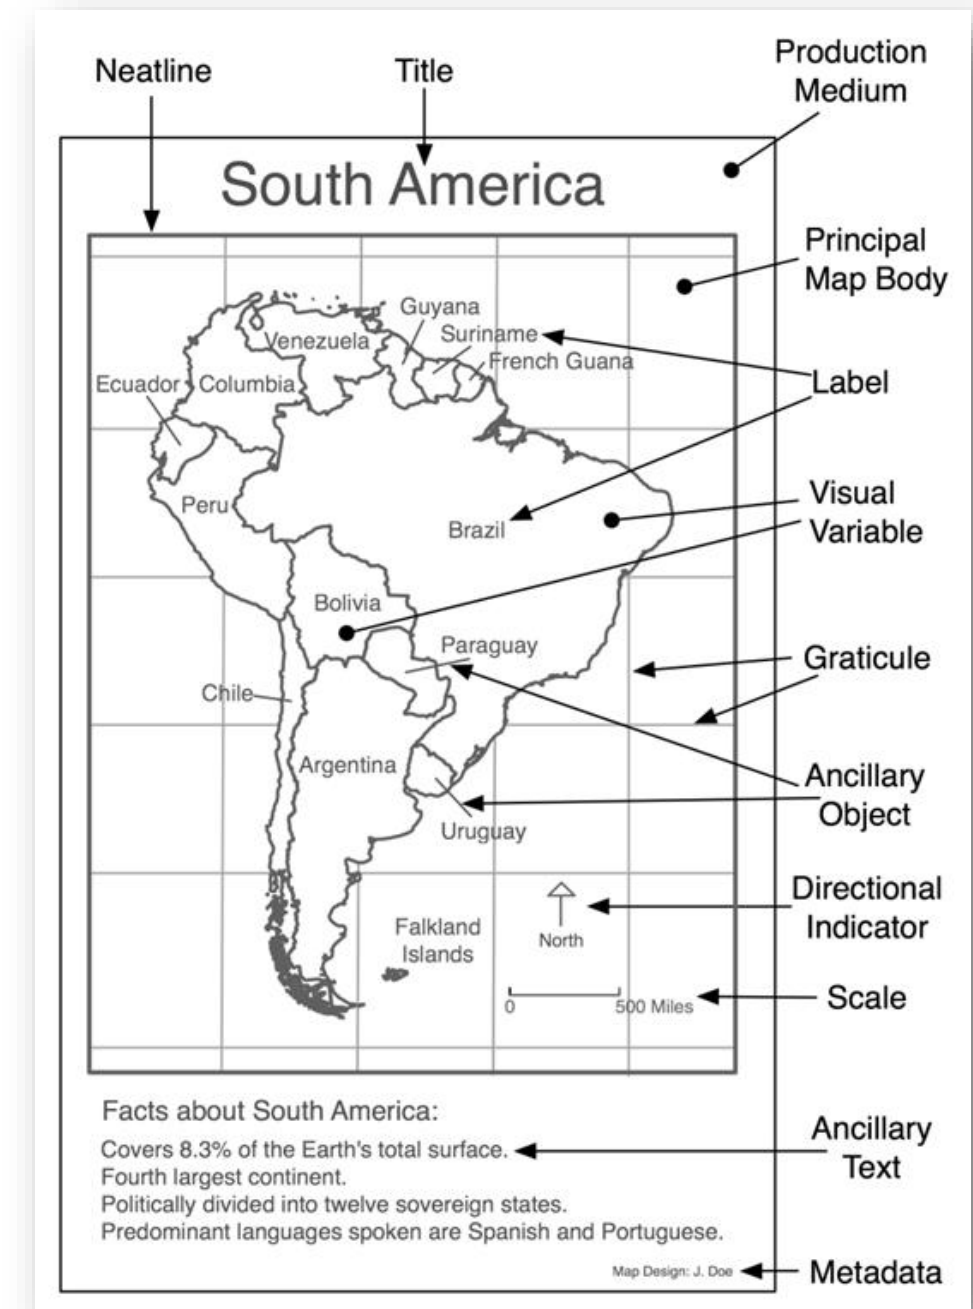 Neatline
Title
Production
Medium
South America
Principal
Map Body
Guyana
Suriname
Venezuela
French Guana
Ecuador
Columbia
Label
Peru
Brazil
Visual
Variable
Bolivia
Paraguay
Graticule
Chile
Argentina
Ancillary
Object
Uruguay
Directional
Indicator
Falkland
Islands
North
Scale
0
500 Miles
Facts about South America:
Covers 8.3% of the Earth's total surface.
Fourth largest continent.
Politically divided into twelve sovereign states.
Predominant languages spoken are Spanish and Portuguese.
Ancillary
Text
Map Design: J. Doe
Metadata